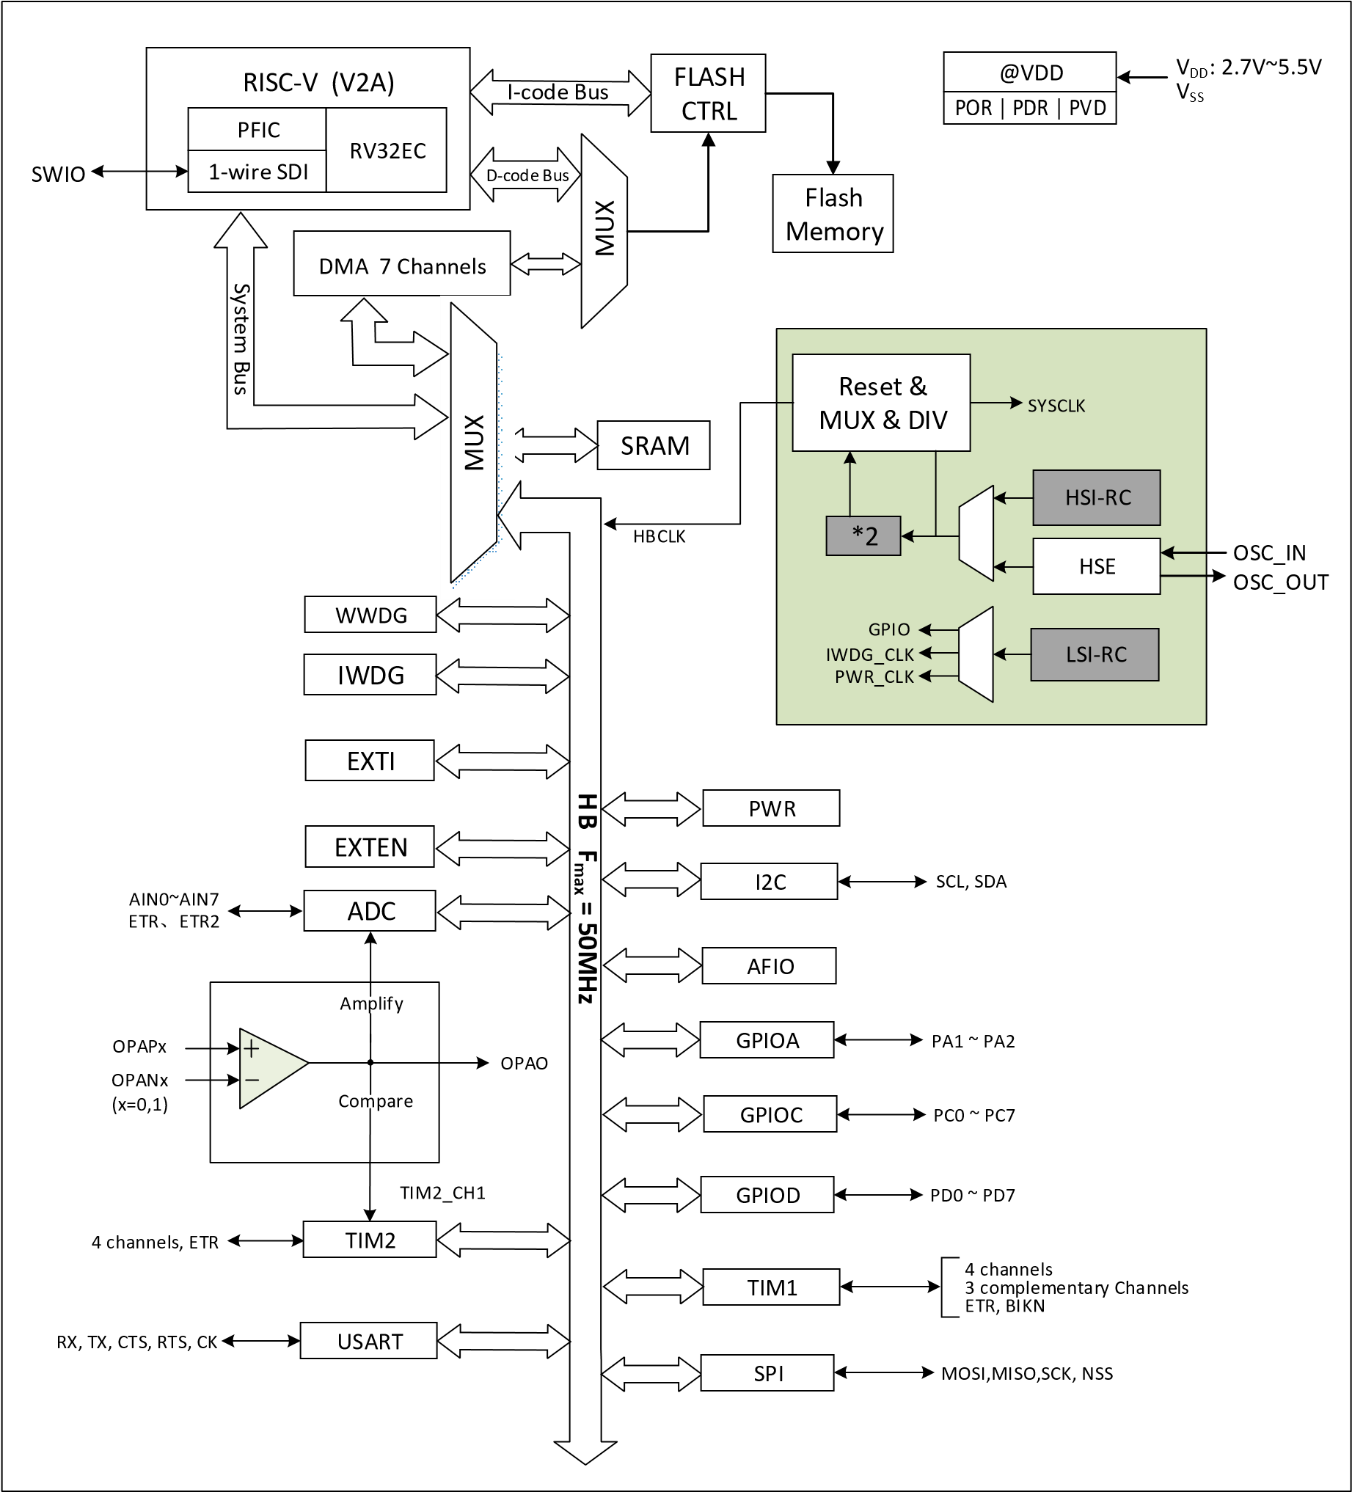 RISC-V (V2A)
PFIC
1-wire SDI
RV32EC
SWIO
I-code Bus
D-code Bus
FLASH
CTRL
Flash
Memory
@VDD
POR | PDR | PVD
VDD: 2.7V~5.5V
VSS
MUX
DMA 7 Channels
System Bus
MUX
SRAM
Reset &
MUX & DIV
SYSCLK
HBCLK
*2
HSI-RC
HSE
OSC_IN
OSC_OUT
GPIO
IWDG_CLK
PWR_CLK
LSI-RC
WWDG
IWDG
EXTI
EXTEN
AIN0~AIN7
ETR、ETR2
ADC
HB Fmax = 50MHz
PWR
I2C
SCL, SDA
AFIO
Amplify
OPAPx
OPANx
(x=0,1)
+
−
OPAO
Compare
GPIOA
PA1 ~ PA2
GPIOC
PC0 ~ PC7
GPIOD
PD0 ~ PD7
TIM2_CH1
4 channels, ETR
TIM2
TIM1
4 channels
3 complementary Channels
ETR, BIKN
RX, TX, CTS, RTS, CK
USART
SPI
MOSI,MISO,SCK, NSS